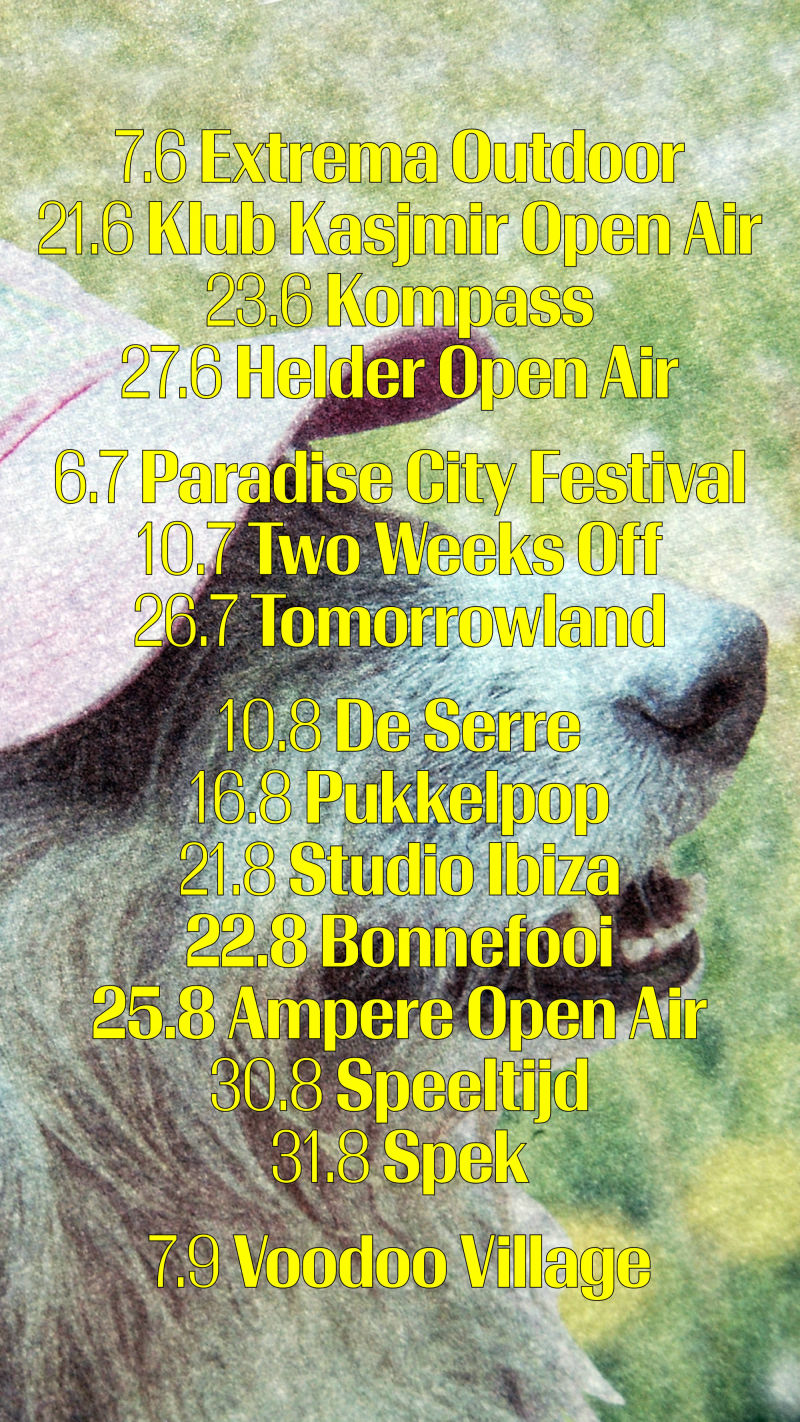 7.6 Extrema Outdoor
21.6 Klub Kasjmir Open Air
23.6 Kompass
27.6 Helder Open Air
6.7 Paradise City Festival
10.7 Two Weeks Off
26.7 Tomorrowland
10.8 De Serre
16.8 Pukkelpop
21.8 Studio Ibiza
22.8 Bonnefooi
25.8 Ampere Open Air
30.8 Speeltijd
31.8 Spek
7.9 Voodoo Village